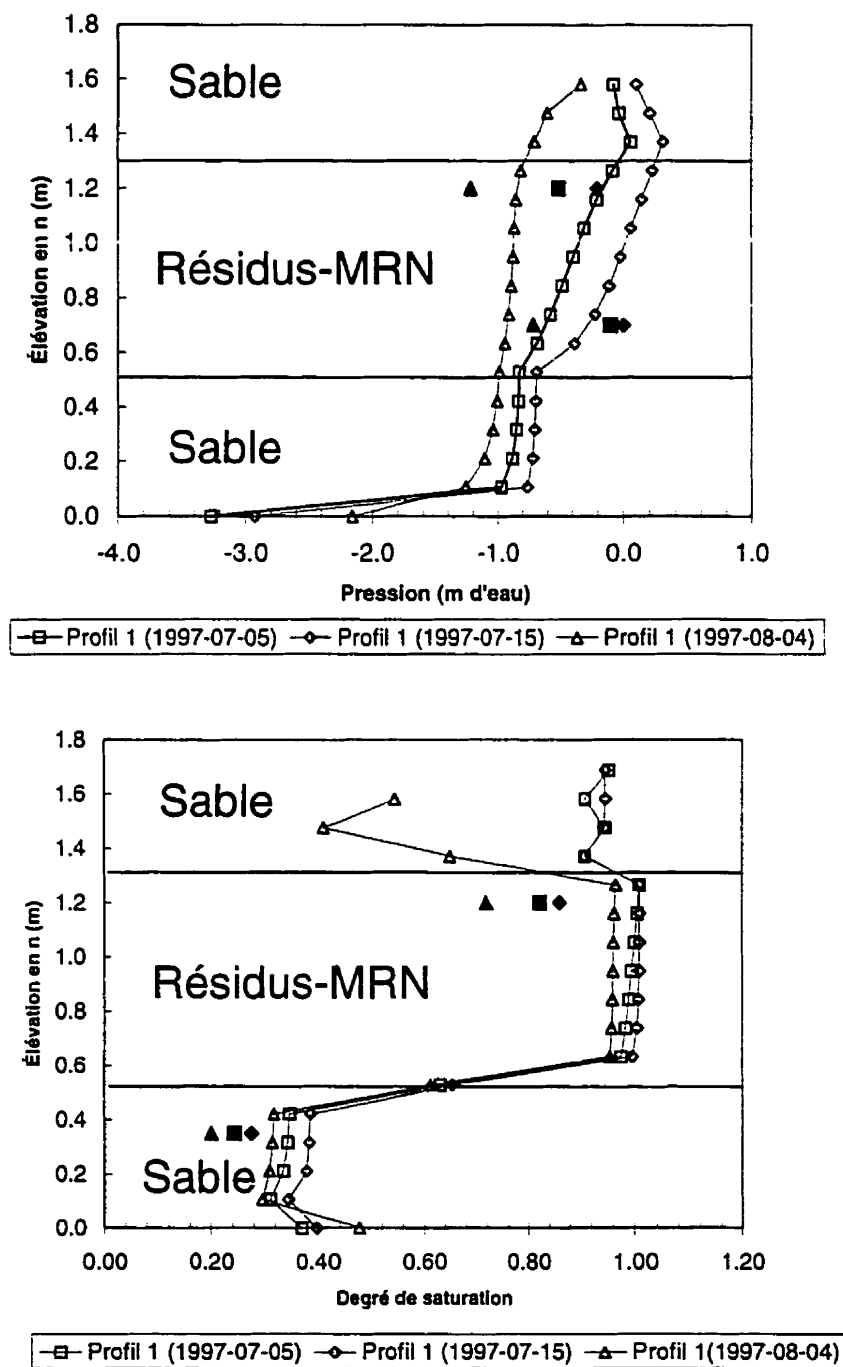 1.8
1.6
1.4
1.2
1.0
0.8
0.6
0.4
0.2
0.0
Élévation en n (m)
Sable
Résidus-MRN
Sable
-4.0 -3.0 -2.0 -1.0 0.0 1.0
Pression (m d'eau)
Profil 1 (1997-07-05) Profil 1 (1997-07-15) Profil 1 (1997-08-04)
1.8
1.6
1.4
1.2
1.0
0.8
0.6
0.4
0.2
0.0
Élévation en n (m)
Sable
Résidus-MRN
Sable
0.00 0.20 0.40 0.60 0.80 1.00 1.20
Degré de saturation
Profil 1 (1997-07-05) Profil 1 (1997-07-15) Profil 1(1997-08-04)